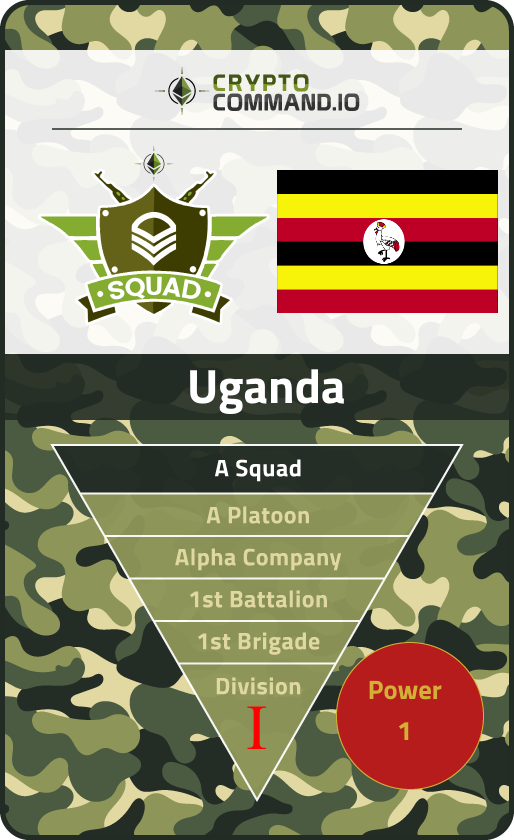 CRYPTO
COMMAND.IO
SQUAD
Uganda
A Squad
A Platoon
Alpha Company
1st Battalion
1st Brigade
Division
I
Power
1